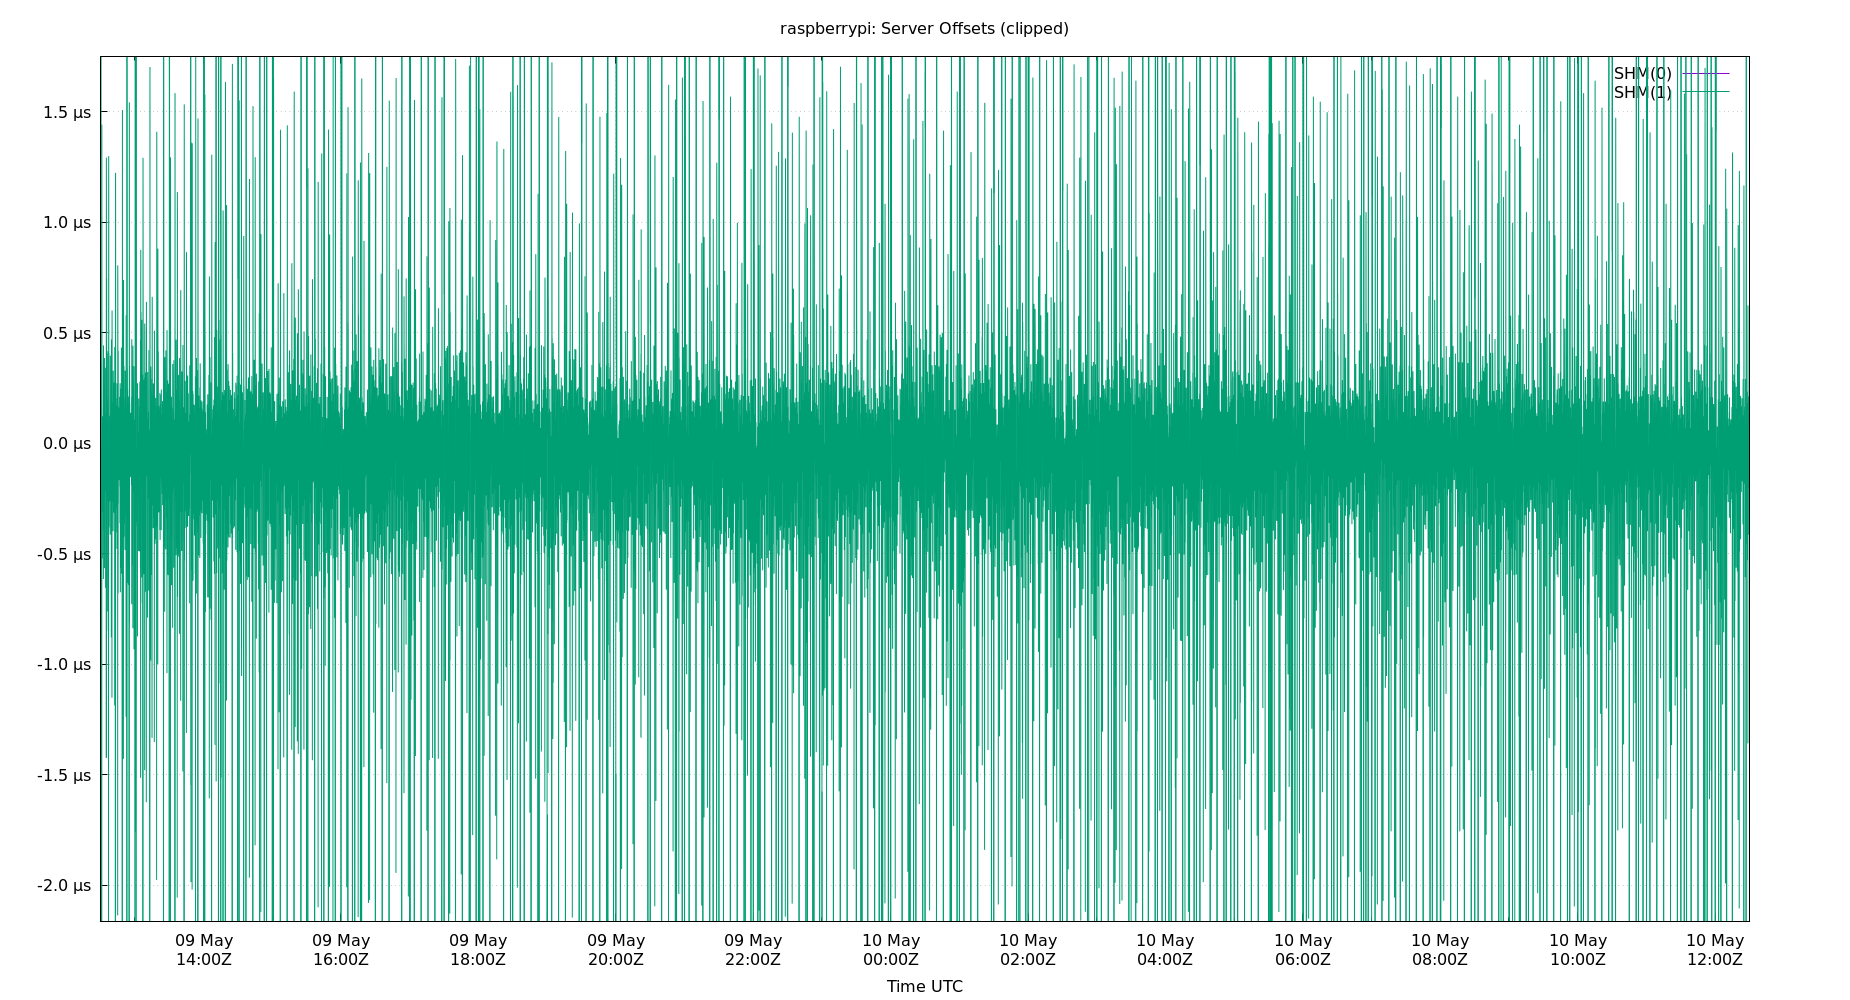 raspberrypi: Server Offsets (clipped)
SHM(0)
SHM(1)
1.5 µs
1.0 µs
0.5 µs
0.0 µs
-0.5 µs
-1.0 µs
-1.5 µs
-2.0 µs
09 May 09 May 09 May 09 May 09 May 10 May 10 May 10 May 10 May 10 May 10 May 10 May
14:00Z 16:00Z 18:00Z 20:00Z 22:00Z 00:00Z 02:00Z 04:00Z 06:00Z 08:00Z 10:00Z 12:00Z
Time UTC